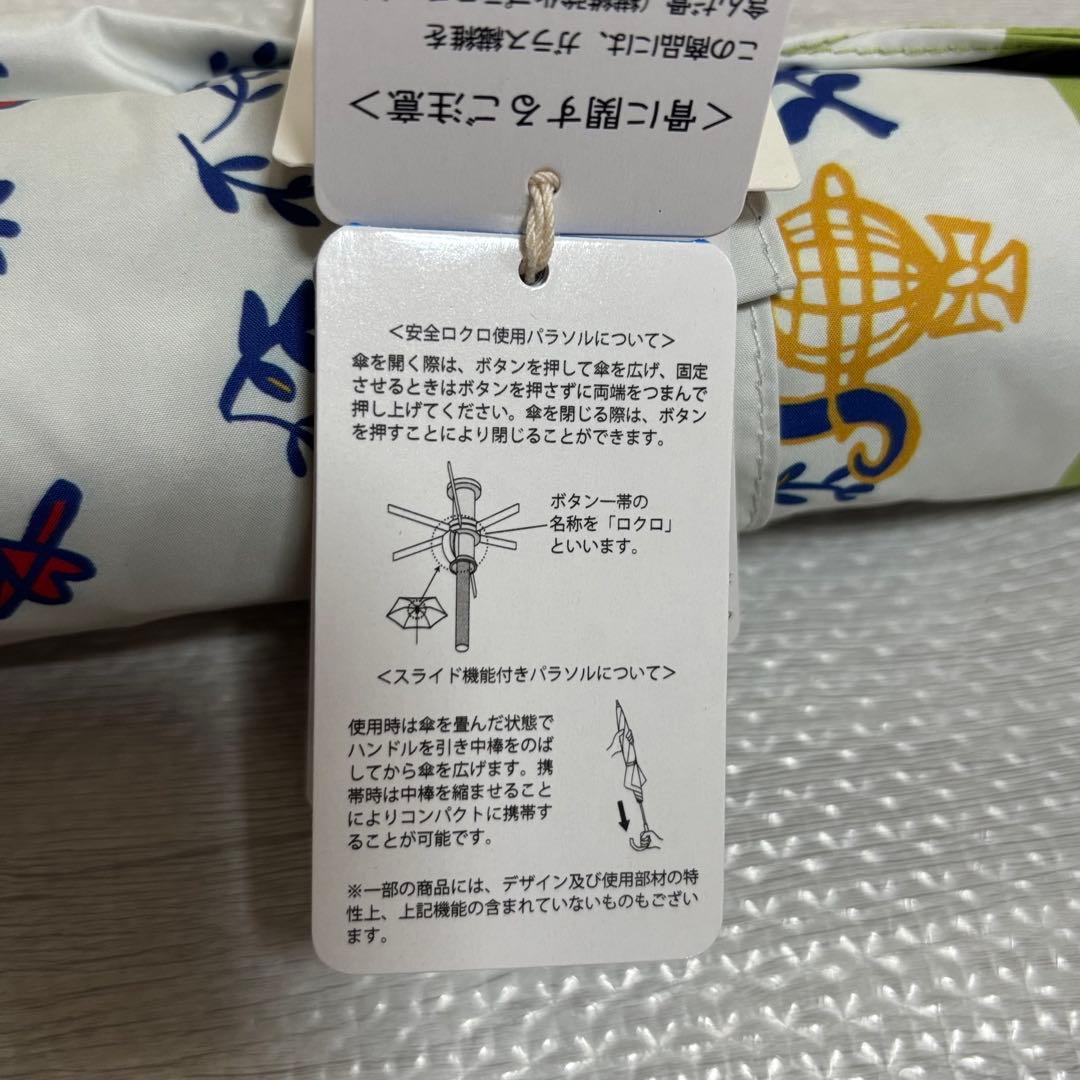 ＜骨に関するご注意＞
この商品には、ガラス繊維を
＜安全ロクロ使用パラソルについて＞
傘を開く際は、ボタンを押して傘を広げ、固定
させるときはボタンを押さずに両端をつまんで
押し上げてください。傘を閉じる際は、ボタン
を押すことにより閉じることができます。
ボタン一帯の
名称を「ロクロ」
といいます。
＜スライド機能付きパラソルについて＞
使用時は傘を畳んだ状態で
ハンドルを引き中棒をのば
してから傘を広げます。携
帯時は中棒を縮ませること
によりコンパクトに携帯す
ることが可能です。
※一部の商品には、デザイン及び使用部材の特
性上、上記機能の含まれていないものもござい
ます。